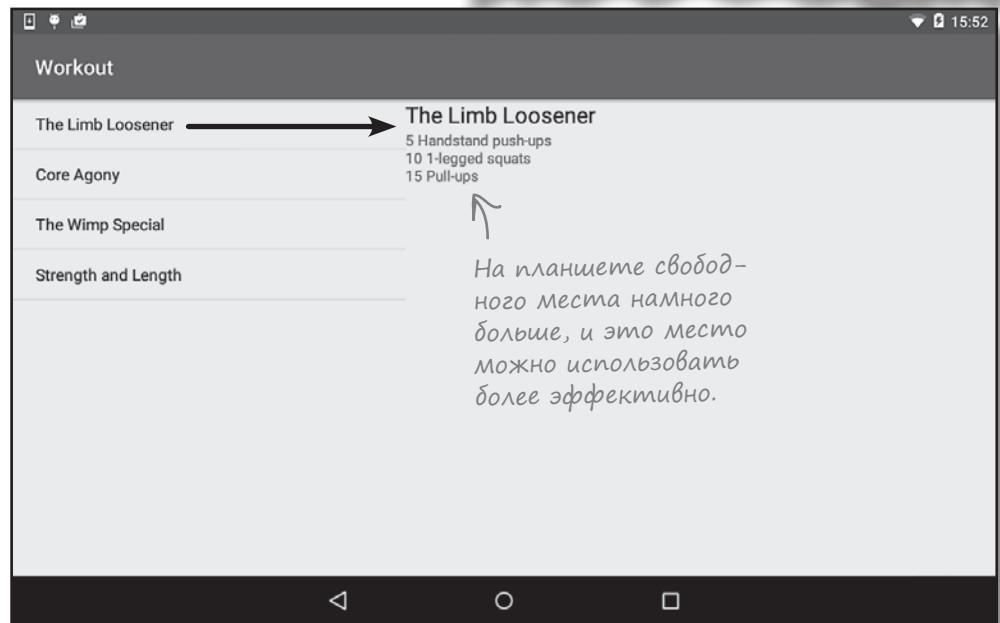 15:52
Workout
The Limb Loosener
Core Agony
The Wimp Special
Strength and Length
The Limb Loosener
5 Handstand push-ups
10 1-legged squats
15 Pull-ups
На планшете свобод-
ного места намного
больше, и это место
можно использовать
более эффективно.